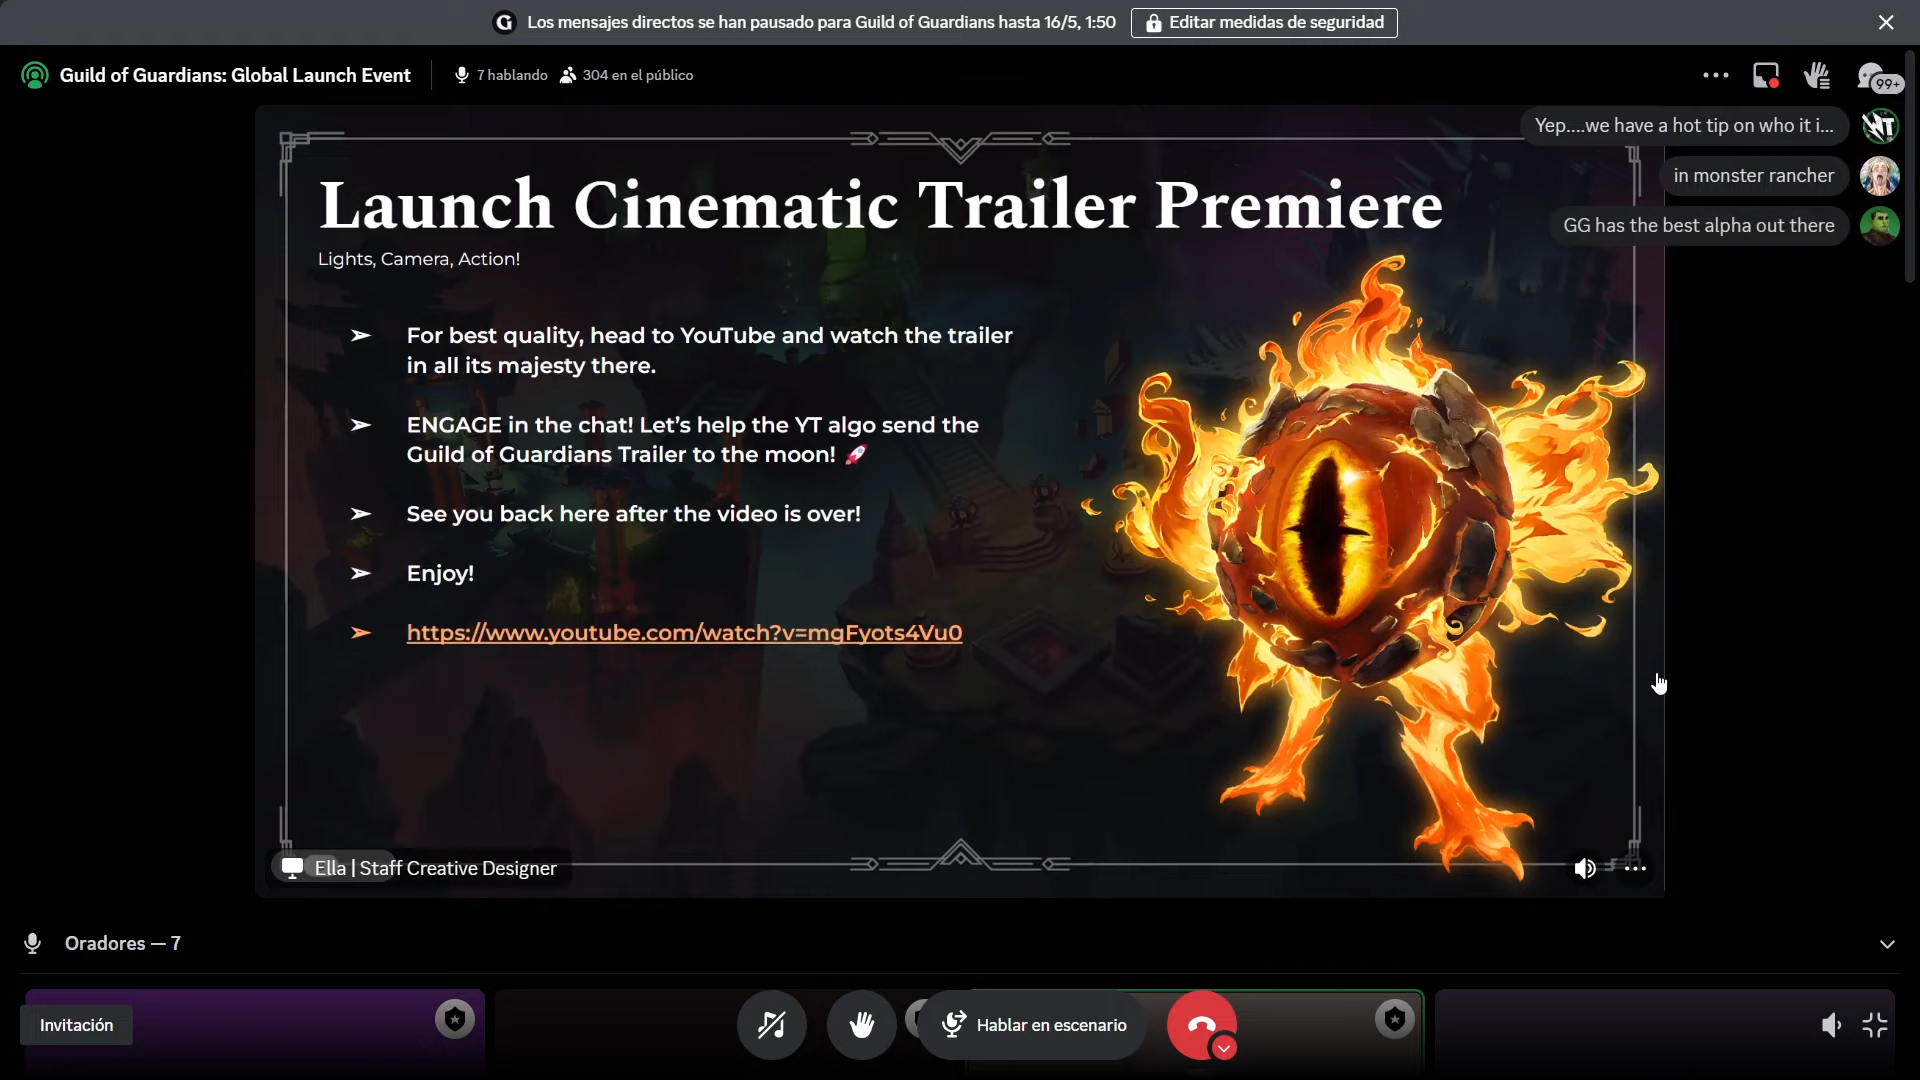 Los mensajes directos se han pausado para Guild of Guardians hasta 16/5, 1:50
Editar medidas de seguridad
Guild of Guardians: Global Launch Event
7 hablando
304 en el público
99+
Yep....we have a hot tip on who it i...
in monster rancher
GG has the best alpha out there
Launch Cinematic Trailer Premiere
Lights, Camera, Action!
➢ For best quality, head to YouTube and watch the trailer
in all its majesty there.
➢ ENGAGE in the chat! Let’s help the YT algo send the
Guild of Guardians Trailer to the moon! 🚀
➢ See you back here after the video is over!
➢ Enjoy!
➢ https://www.youtube.com/watch?v=mgFyots4Vu0
Ella | Staff Creative Designer
Oradores — 7
Invitación
Hablar en escenario